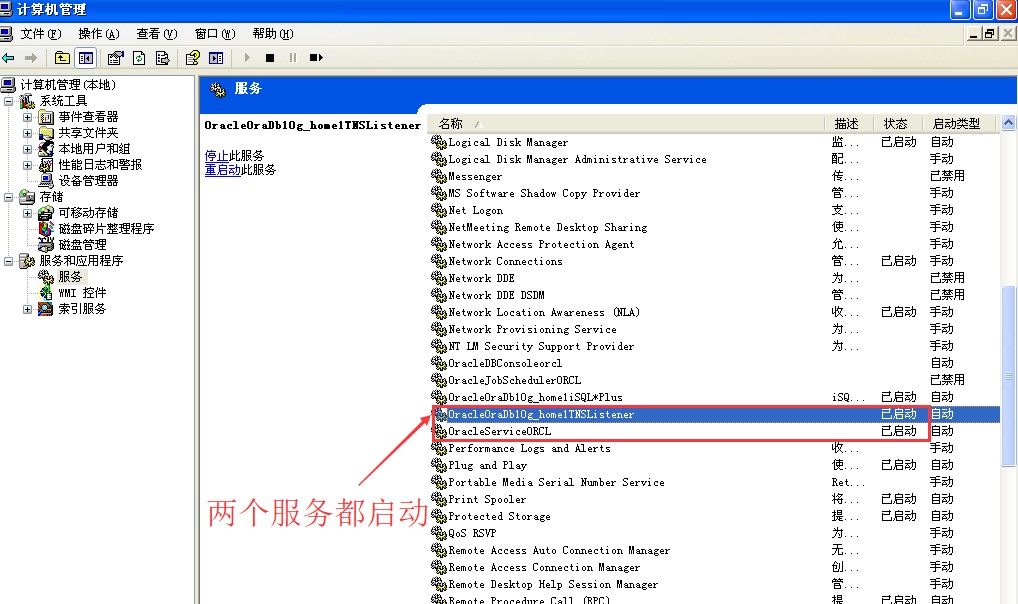 计算机管理
文件(F) 操作(A) 查看(V) 窗口(W) 帮助(H)
计算机管理(本地)
系统工具
事件查看器
共享文件夹
本地用户和组
性能日志和警报
设备管理器
存储
可移动存储
磁盘碎片整理程序
磁盘管理
服务和应用程序
服务
WMI 控件
索引服务
服务
OracleOraDb10g_home1TNSListener
停止此服务
重启动此服务
名称 描述 状态 启动类型
Logical Disk Manager 监... 已启动 自动
Logical Disk Manager Administrative Service 配... 手动
Messenger 传... 已禁用
MS Software Shadow Copy Provider 管... 手动
Net Logon 支... 手动
NetMeeting Remote Desktop Sharing 使... 手动
Network Access Protection Agent 允... 手动
Network Connections 管... 已启动 手动
Network DDE 为... 已禁用
Network DDE DSDM 管... 已禁用
Network Location Awareness (NLA) 收... 已启动 手动
Network Provisioning Service 为... 手动
NT LM Security Support Provider 为... 手动
OracleDBConsoleorcl 自动
OracleJobSchedulerORCL 已禁用
OracleOraDb10g_home1iSQL*Plus iSQ... 已启动 自动
OracleOraDb10g_home1TNSListener 已启动 自动
OracleServiceORCL 已启动 自动
Performance Logs and Alerts 收... 手动
Plug and Play 使... 已启动 自动
Portable Media Serial Number Service Ret... 手动
Print Spooler 将... 已启动 自动
Protected Storage 提... 已启动 自动
QoS RSVP 为... 手动
Remote Access Auto Connection Manager 无... 手动
Remote Access Connection Manager 创... 手动
Remote Desktop Help Session Manager 管... 手动
Remote Procedure Call (RPC) 提... 已启动 自动
两个服务都启动